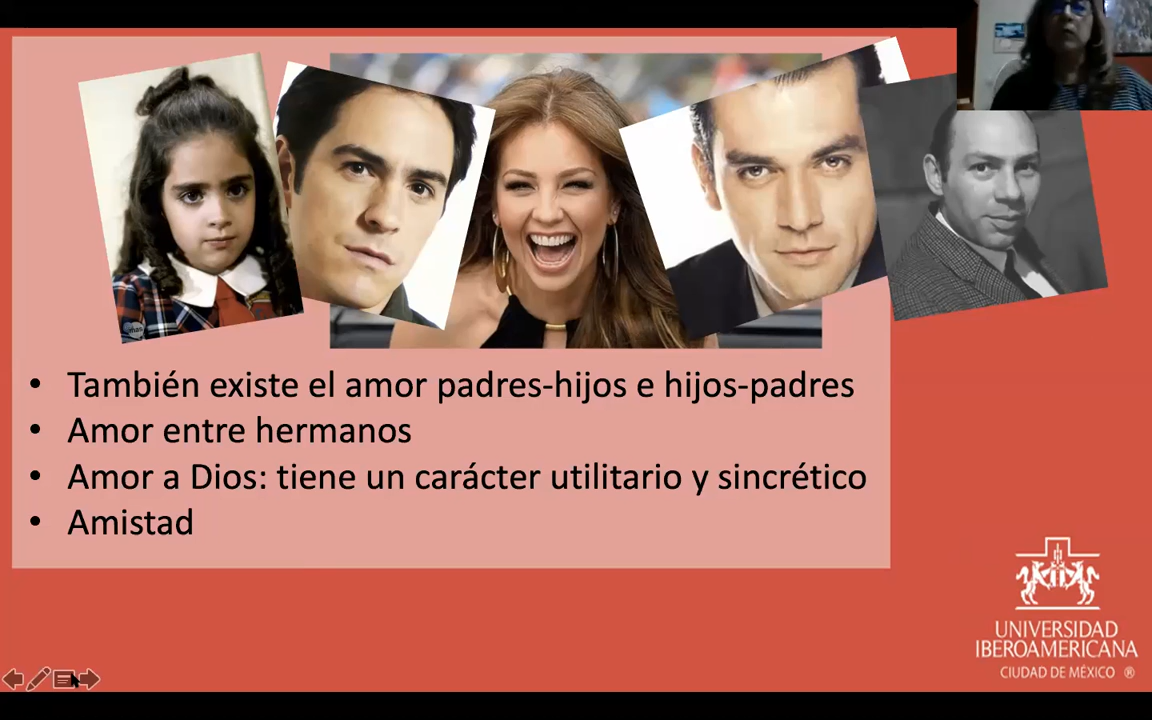 • También existe el amor padres-hijos e hijos-padres
• Amor entre hermanos
• Amor a Dios: tiene un carácter utilitario y sincrético
• Amistad
UNIVERSIDAD
IBEROAMERICANA
CIUDAD DE MÉXICO ®